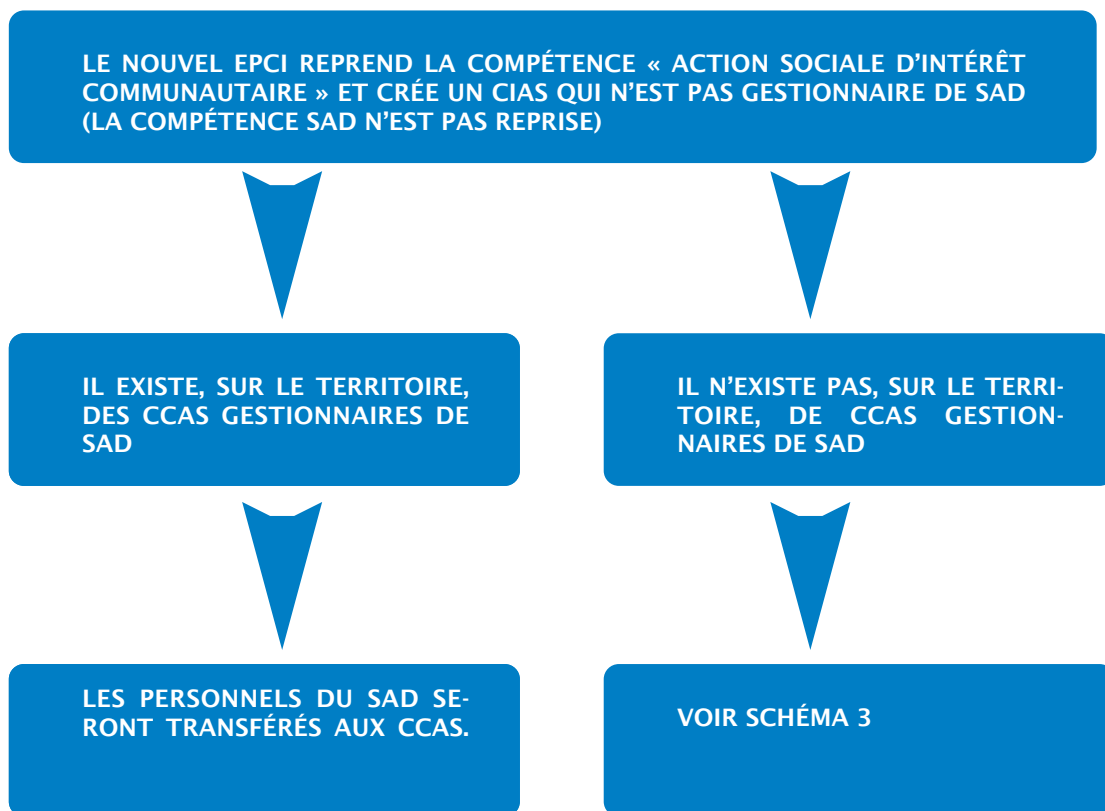 LE NOUVEL EPCI REPREND LA COMPÉTENCE « ACTION SOCIALE D'INTÉRÊT
COMMUNAUTAIRE » ET CRÉE UN CIAS QUI N'EST PAS GESTIONNAIRE DE SAD
(LA COMPÉTENCE SAD N'EST PAS REPRISE)
IL EXISTE, SUR LE TERRITOIRE,
DES CCAS GESTIONNAIRES DE
SAD
IL N'EXISTE PAS, SUR LE TERRI-
TOIRE, DE CCAS GESTION-
NAIRES DE SAD
LES PERSONNELS DU SAD SE-
RONT TRANSFÉRÉS AUX CCAS.
VOIR SCHÉMA 3